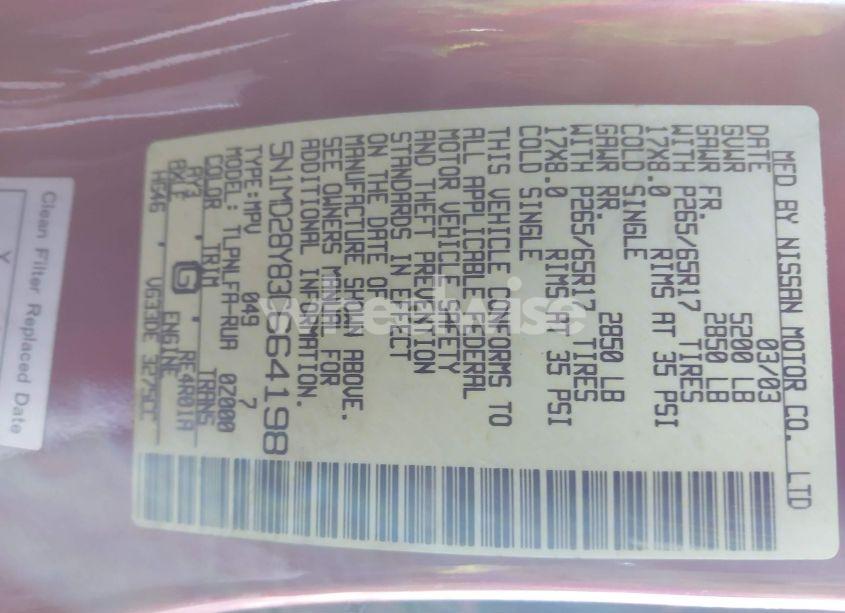 MFD BY NISSAN MOTOR CO. LTD
DATE 03/03
GVWR 5200 LB
GAWR FR. 2850 LB
WITH P265/65R17 TIRES
17X8.0 RIMS AT 35 PSI
COLD SINGLE
GAWR RR. 2850 LB
WITH P265/65R17 TIRES
17X8.0 RIMS AT 35 PSI
COLD SINGLE
THIS VEHICLE CONFORMS TO
ALL APPLICABLE FEDERAL
MOTOR VEHICLE SAFETY
AND THEFT PREVENTION
STANDARDS IN EFFECT
ON THE DATE OF
MANUFACTURE SHOWN ABOVE.
SEE OWNERS MANUAL FOR
ADDITIONAL INFORMATION.
5N1MD28Y83C664198
TYPE:MPV 049 7
MODEL: TLPNLFA-RUA 0Z000
COLOR TRIM TRANS
AX7 G RE4R01A
AXLE ENGINE
HG46 VG33DE 3275CC
Clean Filter Replaced Date
wheelwise